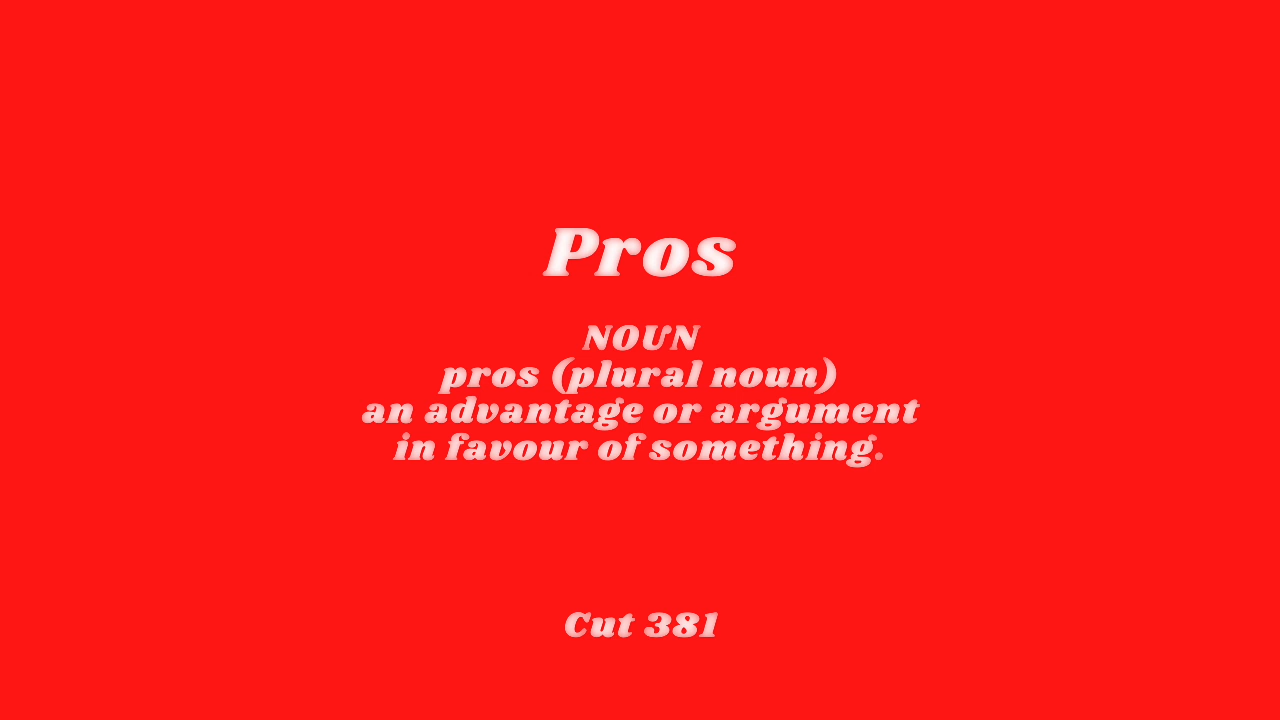 Pros
NOUN
pros (plural noun)
an advantage or argument
in favour of something.
Cut 381